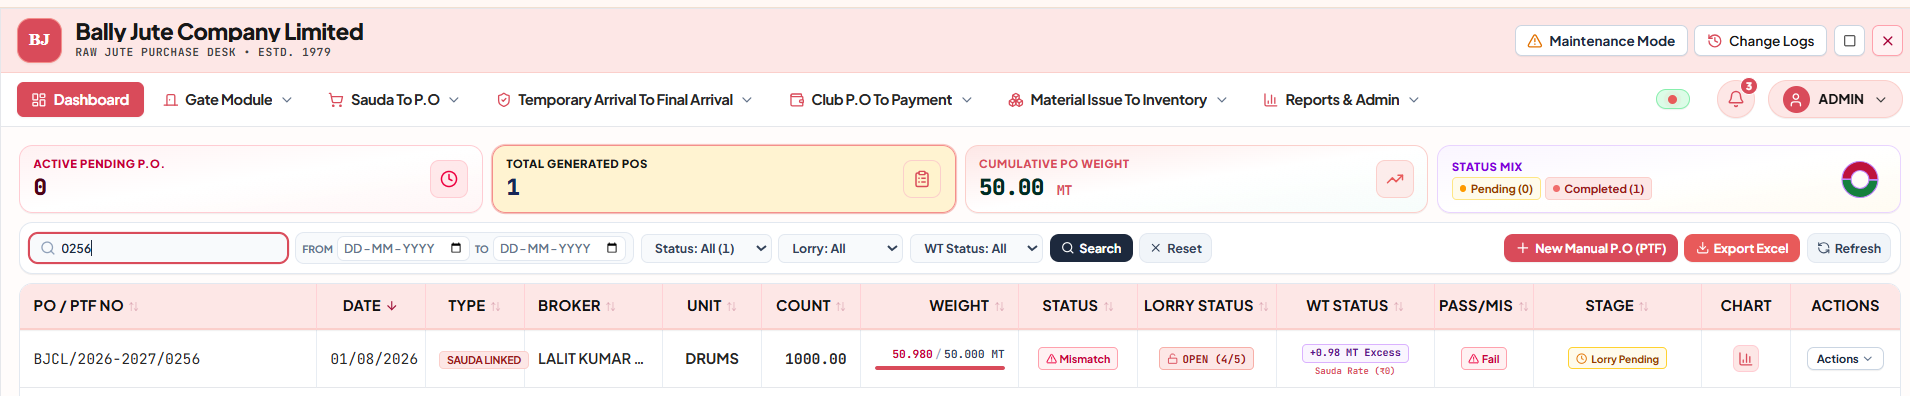 BJ
Bally Jute Company Limited
RAW JUTE PURCHASE DESK • ESTD. 1979
Maintenance Mode
Change Logs
Dashboard
Gate Module
Sauda To P.O
Temporary Arrival To Final Arrival
Club P.O To Payment
Material Issue To Inventory
Reports & Admin
3
ADMIN
ACTIVE PENDING P.O.
0
TOTAL GENERATED POS
1
CUMULATIVE PO WEIGHT
50.00 MT
STATUS MIX
Pending (0)
Completed (1)
0256
FROM DD-MM-YYYY TO DD-MM-YYYY
Status: All (1)
Lorry: All
WT Status: All
Search
Reset
New Manual P.O (PTF)
Export Excel
Refresh
PO / PTF NO DATE TYPE BROKER UNIT COUNT WEIGHT STATUS LORRY STATUS WT STATUS PASS/MIS STAGE CHART ACTIONS
BJCL/2026-2027/0256 01/08/2026 SAUDA LINKED LALIT KUMAR ... DRUMS 1000.00 50.980 / 50.000 MT Mismatch OPEN (4/5) +0.98 MT Excess Fail Lorry Pending Actions
Sauda Rate (₹0)